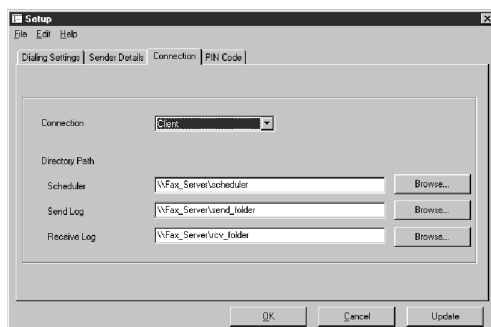 Setup
File Edit Help
Dialing Settings Sender Details Connection PIN Code
Connection Client
Directory Path
Scheduler \\Fax_Server\scheduler Browse...
Send Log \\Fax_Server\send_folder Browse...
Receive Log \\Fax_Server\rcv_folder Browse...
OK Cancel Update